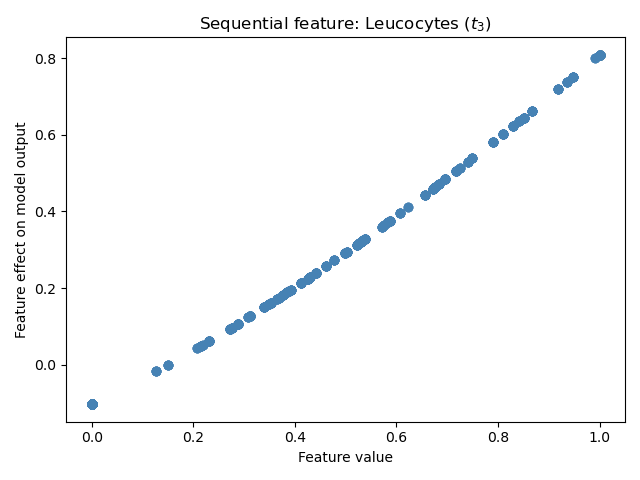 Sequential feature: Leucocytes (t₃)
Feature effect on model output
0.8
0.6
0.4
0.2
0.0
0.0 0.2 0.4 0.6 0.8 1.0
Feature value